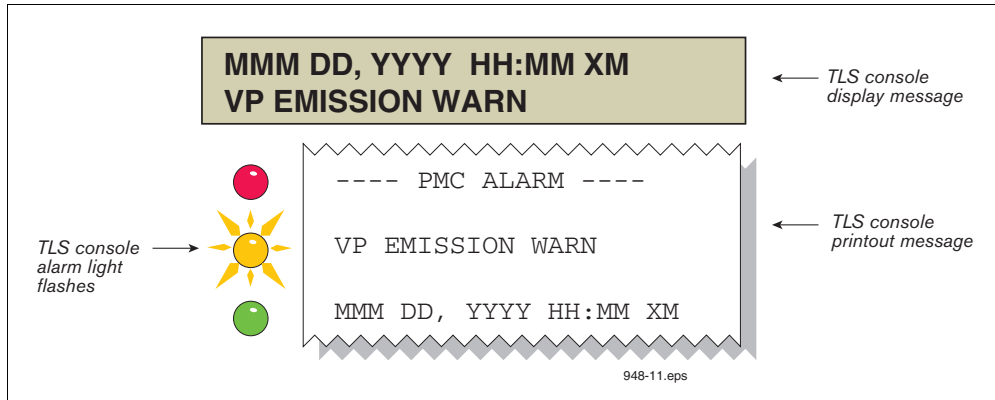 MMM DD, YYYY HH:MM XM
VP EMISSION WARN
TLS console
display message
---- PMC ALARM ----
VP EMISSION WARN
MMM DD, YYYY HH:MM XM
TLS console
printout message
TLS console
alarm light
flashes
948-11.eps